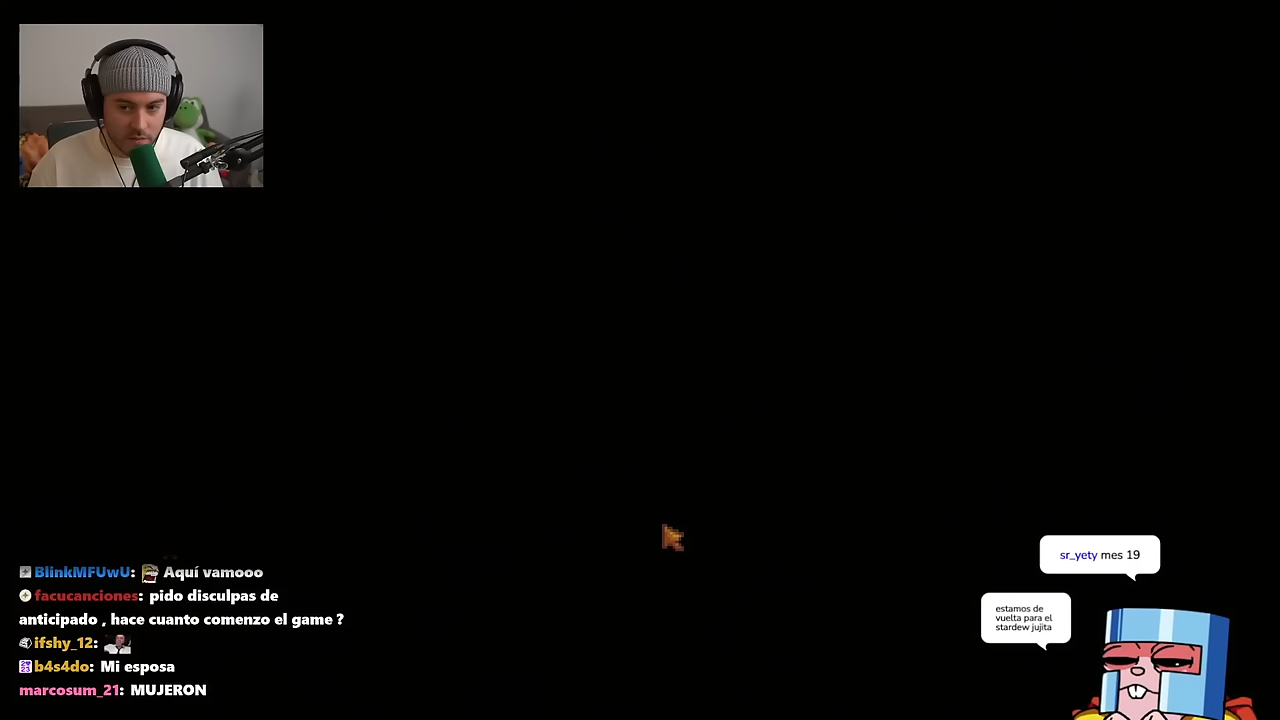 sr_yety mes 19
BlinkMFUwU: Aquí vamooo
facucanciones: pido disculpas de
anticipado , hace cuanto comenzo el game ?
estamos de
vuelta para el
stardew jujita
ifshy_12:
b4s4do: Mi esposa
marcosum_21: MUJERON